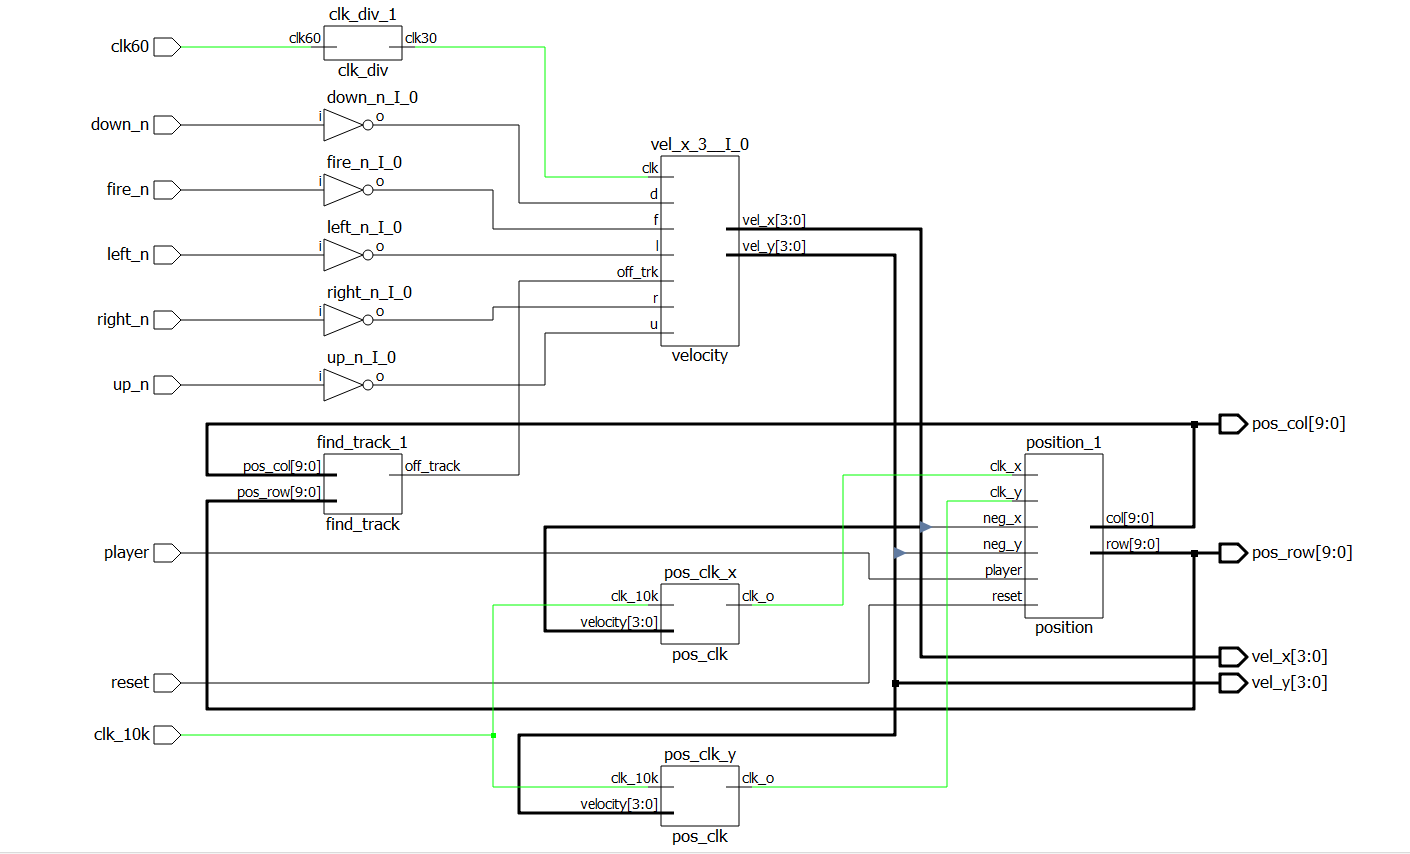 clk_div_1
clk60
clk60
clk30
clk_div
down_n_I_0
down_n
i
o
fire_n_I_0
fire_n
i
o
left_n_I_0
left_n
i
o
right_n_I_0
right_n
i
o
up_n_I_0
up_n
i
o
vel_x_3__I_0
clk
d
f
l
off_trk
r
u
vel_x[3:0]
vel_y[3:0]
velocity
find_track_1
pos_col[9:0]
pos_row[9:0]
off_track
find_track
player
reset
clk_10k
pos_clk_x
clk_10k
velocity[3:0]
clk_o
pos_clk
pos_clk_y
clk_10k
velocity[3:0]
clk_o
pos_clk
position_1
clk_x
clk_y
neg_x
neg_y
player
reset
col[9:0]
row[9:0]
position
pos_col[9:0]
pos_row[9:0]
vel_x[3:0]
vel_y[3:0]